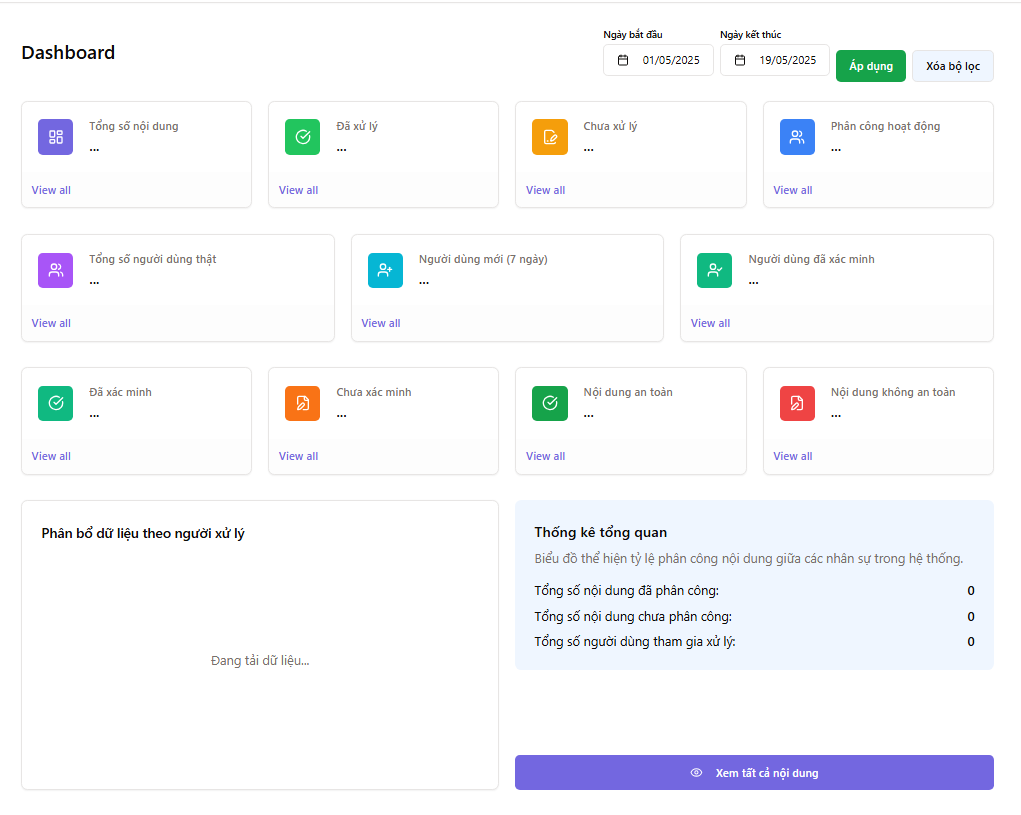 Dashboard
Ngày bắt đầu
01/05/2025
Ngày kết thúc
19/05/2025
Áp dụng
Xóa bộ lọc
Tổng số nội dung
...
View all
Đã xử lý
...
View all
Chưa xử lý
...
View all
Phân công hoạt động
...
View all
Tổng số người dùng thật
...
View all
Người dùng mới (7 ngày)
...
View all
Người dùng đã xác minh
...
View all
Đã xác minh
...
View all
Chưa xác minh
...
View all
Nội dung an toàn
...
View all
Nội dung không an toàn
...
View all
Phân bổ dữ liệu theo người xử lý
Đang tải dữ liệu...
Thống kê tổng quan
Biểu đồ thể hiện tỷ lệ phân công nội dung giữa các nhân sự trong hệ thống.
Tổng số nội dung đã phân công: 0
Tổng số nội dung chưa phân công: 0
Tổng số người dùng tham gia xử lý: 0
Xem tất cả nội dung